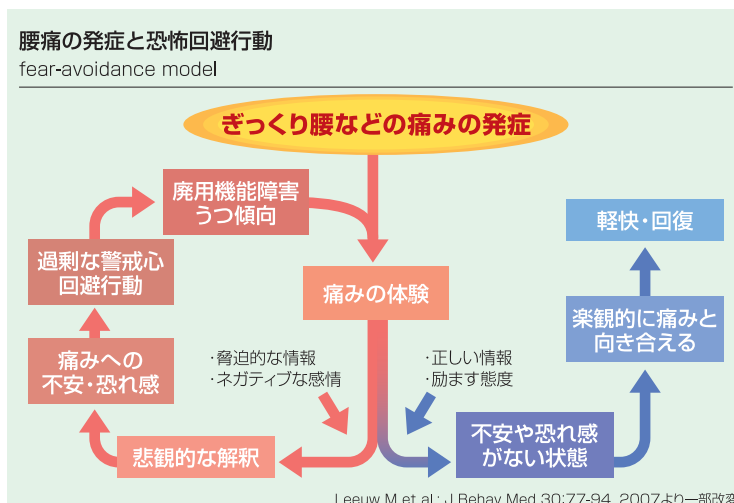 腰痛の発症と恐怖回避行動
fear-avoidance model
ぎっくり腰などの痛みの発症
廃用機能障害
うつ傾向
過剰な警戒心
回避行動
痛みへの
不安・恐れ感
悲観的な解釈
痛みの体験
・脅迫的な情報
・ネガティブな感情
・正しい情報
・励ます態度
不安や恐れ感
がない状態
楽観的に痛みと
向き合える
軽快・回復
Leeuw M et al.: J Behav Med 30:77-94, 2007より一部改変